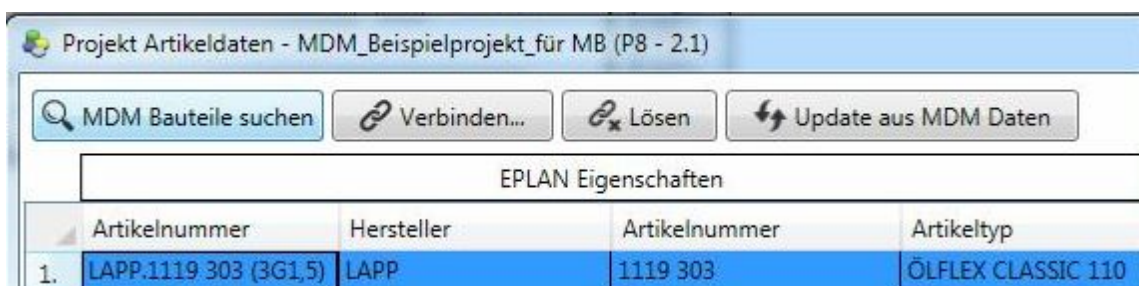 Projekt Artikeldaten - MDM_Beispielprojekt_für MB (P8 - 2.1)
MDM Bauteile suchen Verbinden... Lösen Update aus MDM Daten
EPLAN Eigenschaften
Artikelnummer Hersteller Artikelnummer Artikeltyp
1. LAPP.1119 303 (3G1,5) LAPP 1119 303 ÖLFLEX CLASSIC 110